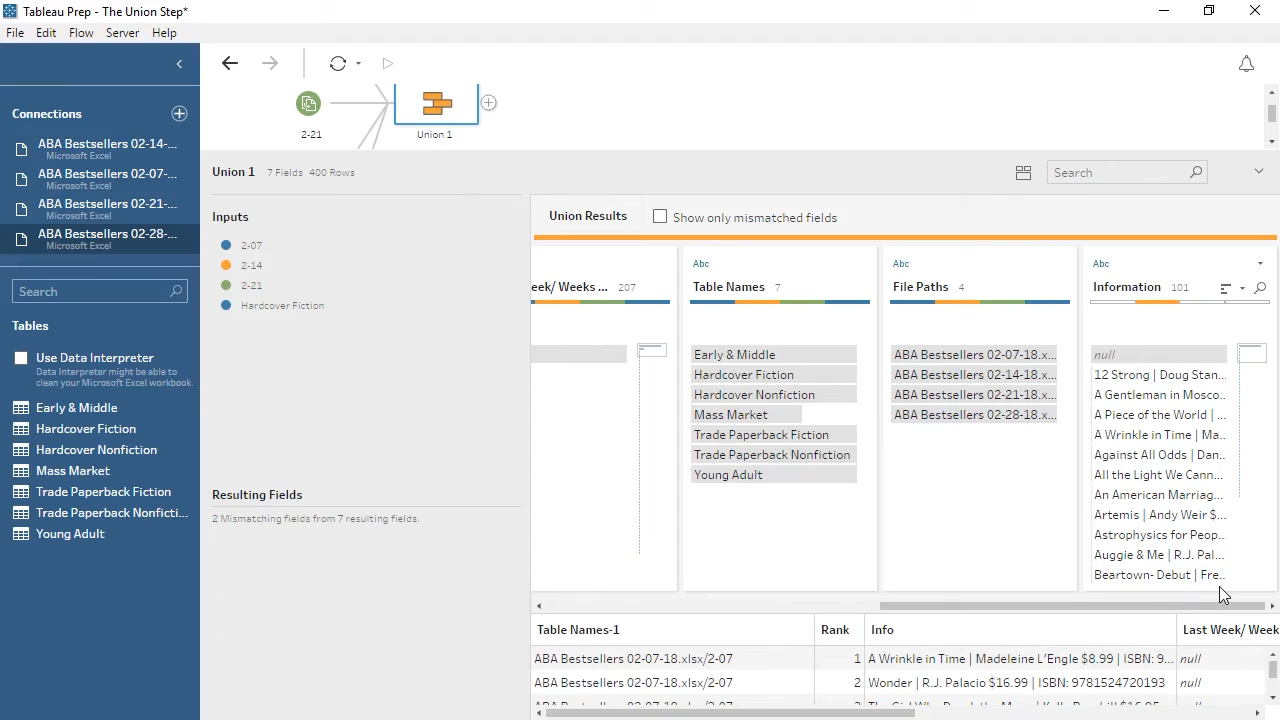 Tableau Prep - The Union Step*
File Edit Flow Server Help
Connections
ABA Bestsellers 02-14-...
Microsoft Excel
ABA Bestsellers 02-07-...
Microsoft Excel
ABA Bestsellers 02-21-...
Microsoft Excel
ABA Bestsellers 02-28-...
Microsoft Excel
Search
Tables
Use Data Interpreter
Data Interpreter might be able to
clean your Microsoft Excel workbook.
Early & Middle
Hardcover Fiction
Hardcover Nonfiction
Mass Market
Trade Paperback Fiction
Trade Paperback Nonficti...
Young Adult
2-21
Union 1
Union 1 7 Fields 400 Rows
Search
Inputs
2-07
2-14
2-21
Hardcover Fiction
Resulting Fields
2 Mismatching fields from 7 resulting fields.
Union Results Show only mismatched fields
eek/ Weeks ... 207
Abc
Table Names 7
Early & Middle
Hardcover Fiction
Hardcover Nonfiction
Mass Market
Trade Paperback Fiction
Trade Paperback Nonfiction
Young Adult
Abc
File Paths 4
ABA Bestsellers 02-07-18.x...
ABA Bestsellers 02-14-18.x...
ABA Bestsellers 02-21-18.x...
ABA Bestsellers 02-28-18.x...
Abc
Information 101
null
12 Strong | Doug Stan...
A Gentleman in Mosco...
A Piece of the World | ...
A Wrinkle in Time | Ma...
Against All Odds | Dan...
All the Light We Cann...
An American Marriag...
Artemis | Andy Weir $...
Astrophysics for Peop...
Auggie & Me | R.J. Pal...
Beartown- Debut | Fre...
Table Names-1 Rank Info Last Week/ Week
ABA Bestsellers 02-07-18.xlsx/2-07 1 A Wrinkle in Time | Madeleine L'Engle $8.99 | ISBN: 9... null
ABA Bestsellers 02-07-18.xlsx/2-07 2 Wonder | R.J. Palacio $16.99 | ISBN: 9781524720193 null